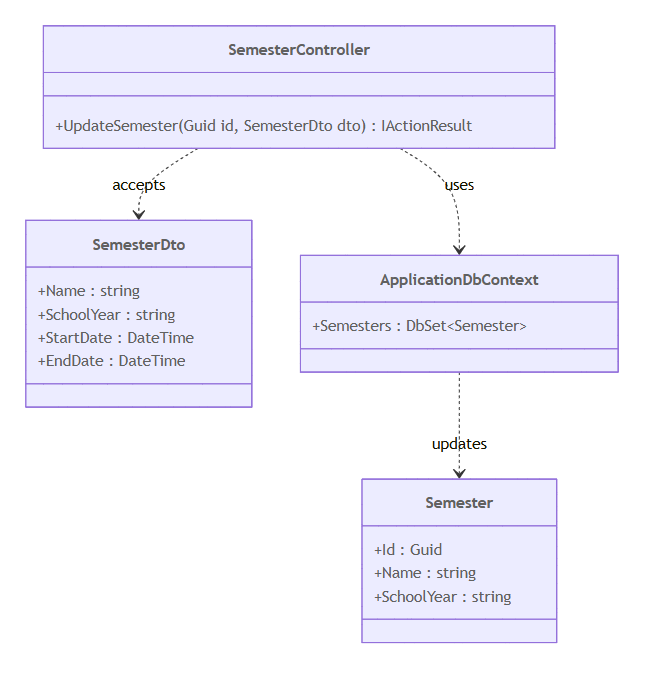 SemesterController
+UpdateSemester(Guid id, SemesterDto dto) : IActionResult
accepts
uses
SemesterDto
+Name : string
+SchoolYear : string
+StartDate : DateTime
+EndDate : DateTime
ApplicationDbContext
+Semesters : DbSet<Semester>
updates
Semester
+Id : Guid
+Name : string
+SchoolYear : string